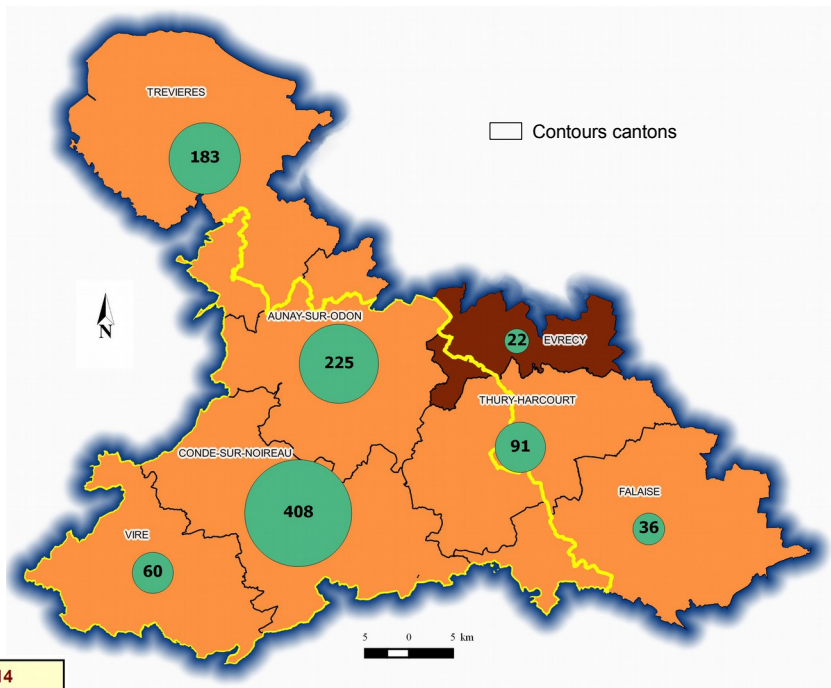 TREVIERES
183
Contours cantons
N
AUNAY-SUR-ODON
225
22
EVRECY
THURY-HARCOURT
91
CONDE-SUR-NOIREAU
408
FALAISE
36
VIRE
60
5 0 5 km
14